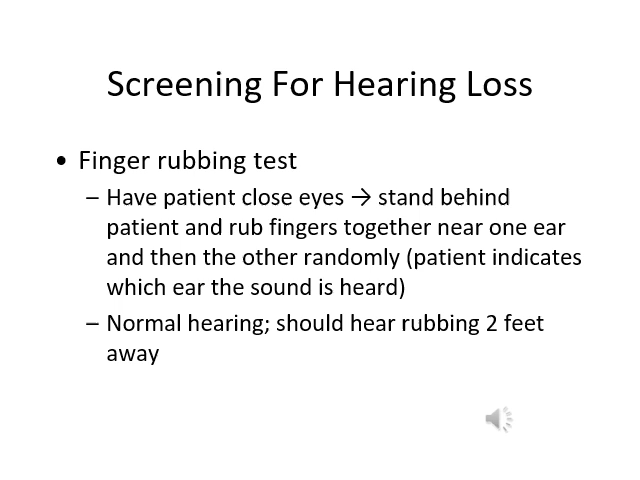 Screening For Hearing Loss
• Finger rubbing test
– Have patient close eyes → stand behind
patient and rub fingers together near one ear
and then the other randomly (patient indicates
which ear the sound is heard)
– Normal hearing; should hear rubbing 2 feet
away